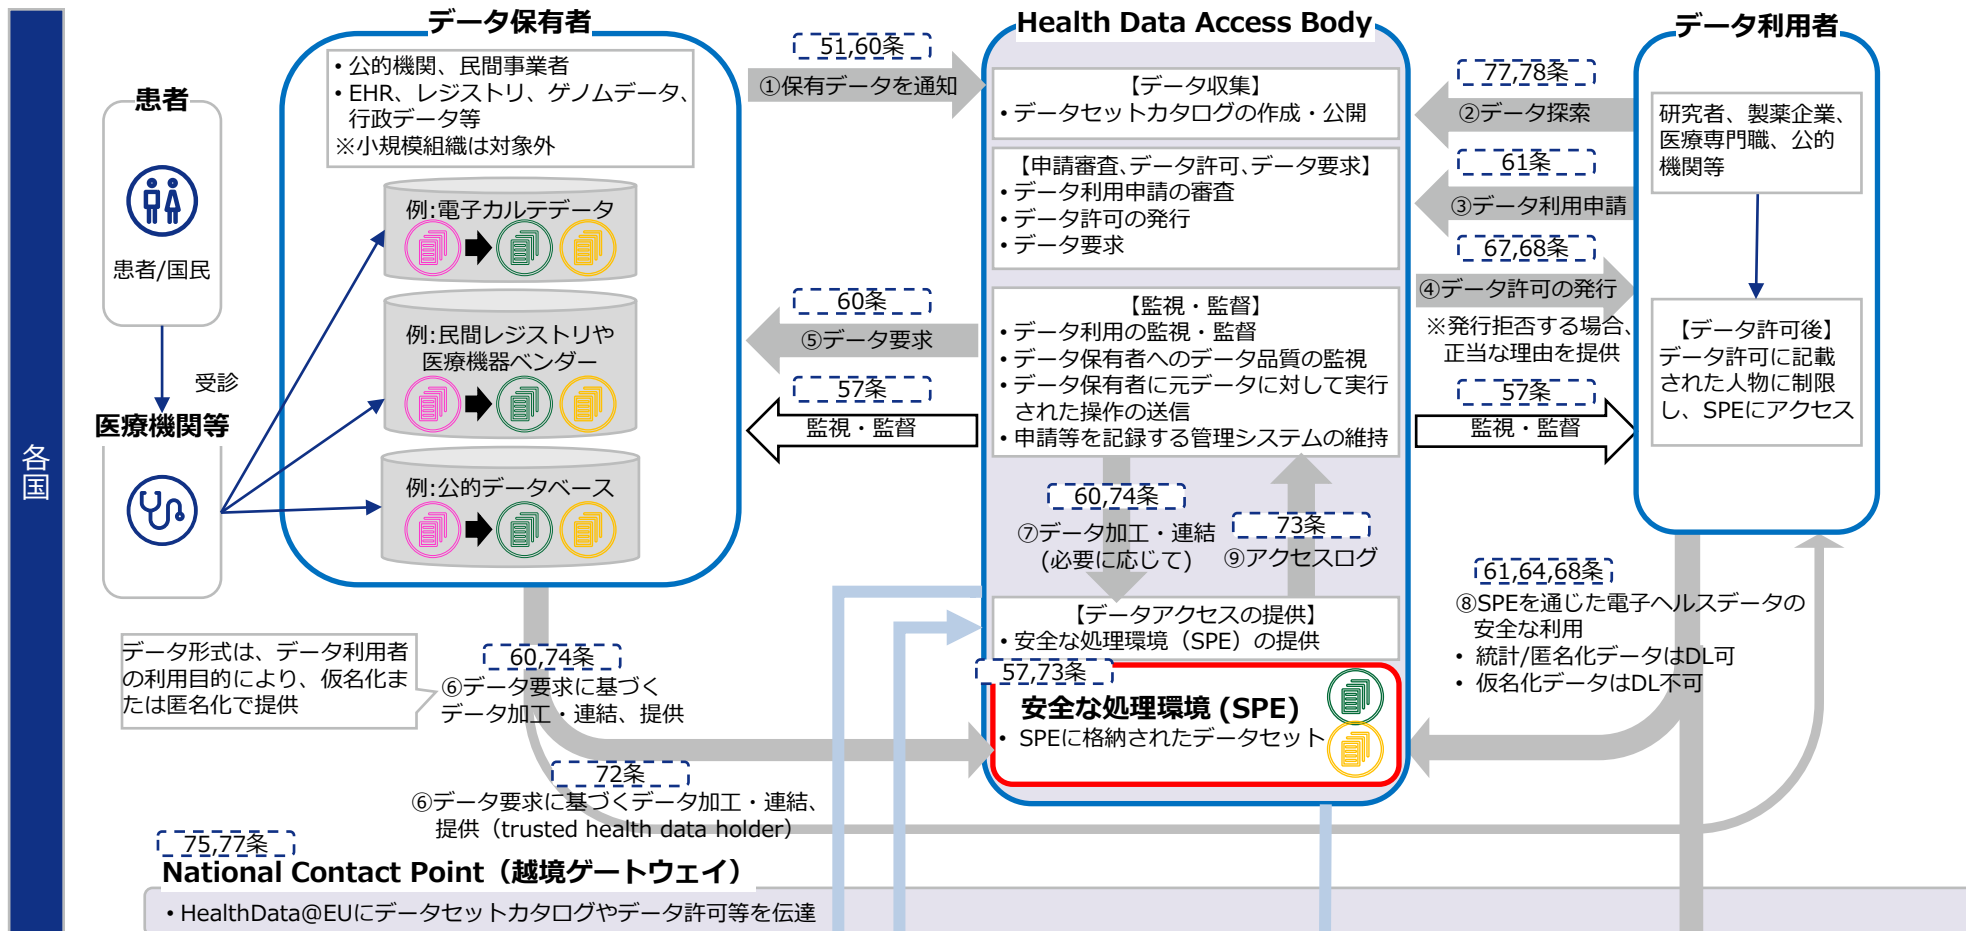 各国
患者
患者/国民
受診
医療機関等
データ保有者
• 公的機関、民間事業者
• EHR、レジストリ、ゲノムデータ、
行政データ等
※小規模組織は対象外
例:電子カルテデータ
例:民間レジストリや
医療機器ベンダー
例:公的データベース
51,60条
①保有データを通知
60条
⑤データ要求
57条
監視・監督
Health Data Access Body
【データ収集】
• データセットカタログの作成・公開
【申請審査、データ許可、データ要求】
• データ利用申請の審査
• データ許可の発行
• データ要求
【監視・監督】
• データ利用の監視・監督
• データ保有者へのデータ品質の監視
• データ保有者に元データに対して実行
された操作の送信
• 申請等を記録する管理システムの維持
60,74条
⑦データ加工・連結
(必要に応じて)
73条
⑨アクセスログ
【データアクセスの提供】
• 安全な処理環境（SPE）の提供
57,73条
安全な処理環境 (SPE)
• SPEに格納されたデータセット
77,78条
②データ探索
61条
③データ利用申請
67,68条
④データ許可の発行
※発行拒否する場合、
正当な理由を提供
57条
監視・監督
データ利用者
研究者、製薬企業、
医療専門職、公的
機関等
【データ許可後】
データ許可に記載
された人物に制限
し、SPEにアクセス
61,64,68条
⑧SPEを通じた電子ヘルスデータの
安全な利用
• 統計/匿名化データはDL可
• 仮名化データはDL不可
データ形式は、データ利用者
の利用目的により、仮名化ま
たは匿名化で提供
60,74条
⑥データ要求に基づく
データ加工・連結、提供
72条
⑥データ要求に基づくデータ加工・連結、
提供（trusted health data holder）
75,77条
National Contact Point（越境ゲートウェイ）
• HealthData@EUにデータセットカタログやデータ許可等を伝達